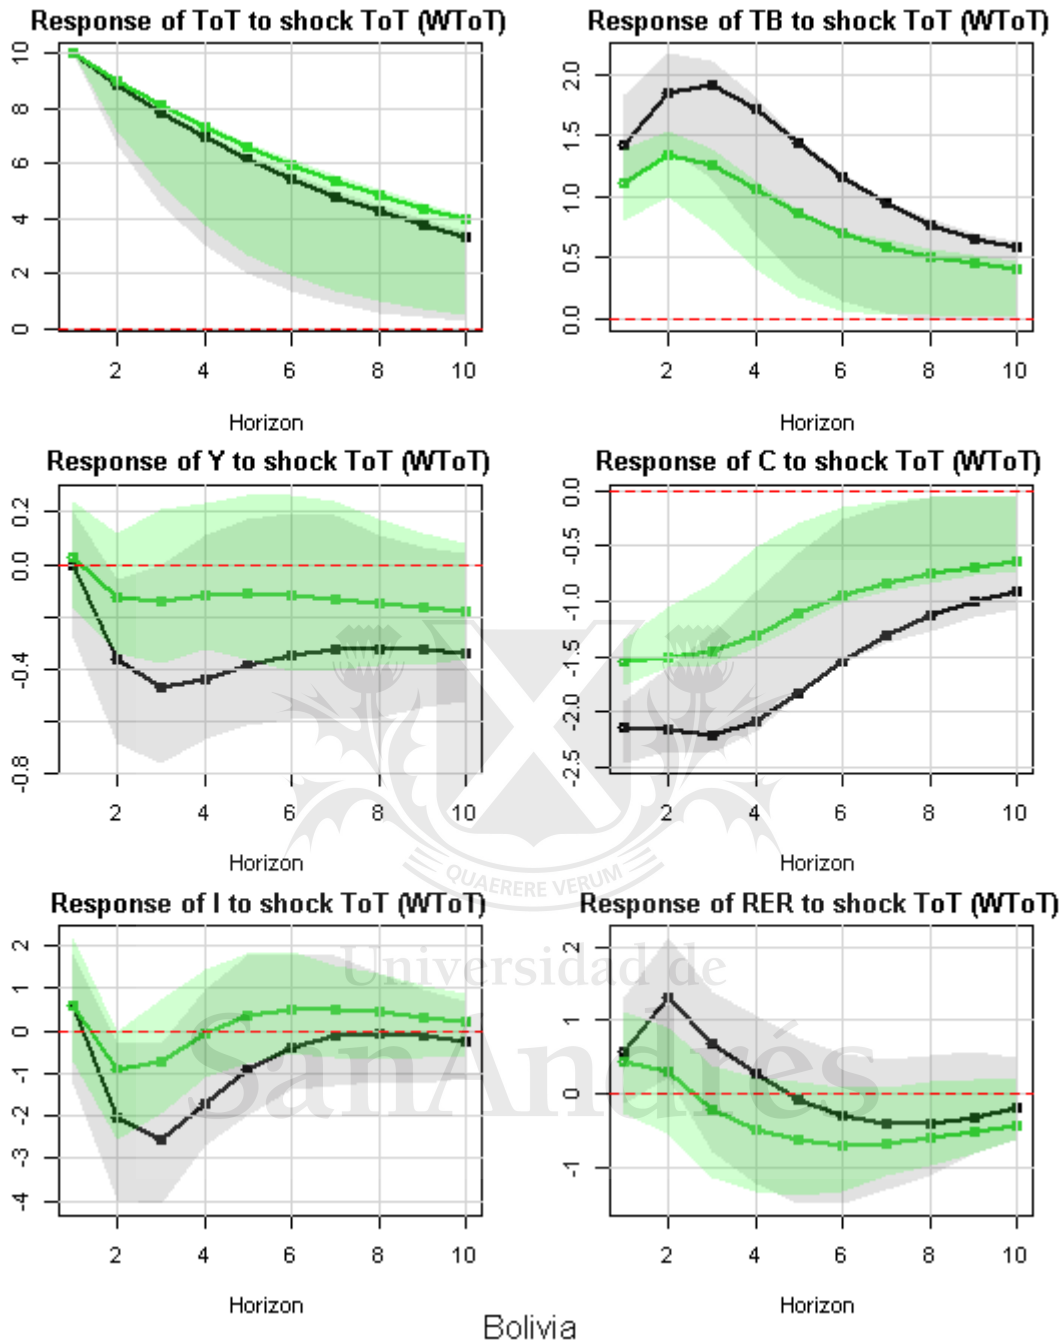 Response of ToT to shock ToT (WToT)
10
8
6
4
2
0
2 4 6 8 10
Horizon
Response of TB to shock ToT (WToT)
2.0
1.5
1.0
0.5
0.0
2 4 6 8 10
Horizon
Response of Y to shock ToT (WToT)
0.2
0.0
-0.4
-0.8
2 4 6 8 10
Horizon
Response of C to shock ToT (WToT)
0.0
-0.5
-1.0
-1.5
-2.0
-2.5
2 4 6 8 10
Horizon
QUAERERE VERUM
Response of I to shock ToT (WToT)
2
1
0
-1
-2
-3
-4
2 4 6 8 10
Horizon
Response of RER to shock ToT (WToT)
2
1
0
-1
2 4 6 8 10
Horizon
Universidad de
SanAndrés
Bolivia